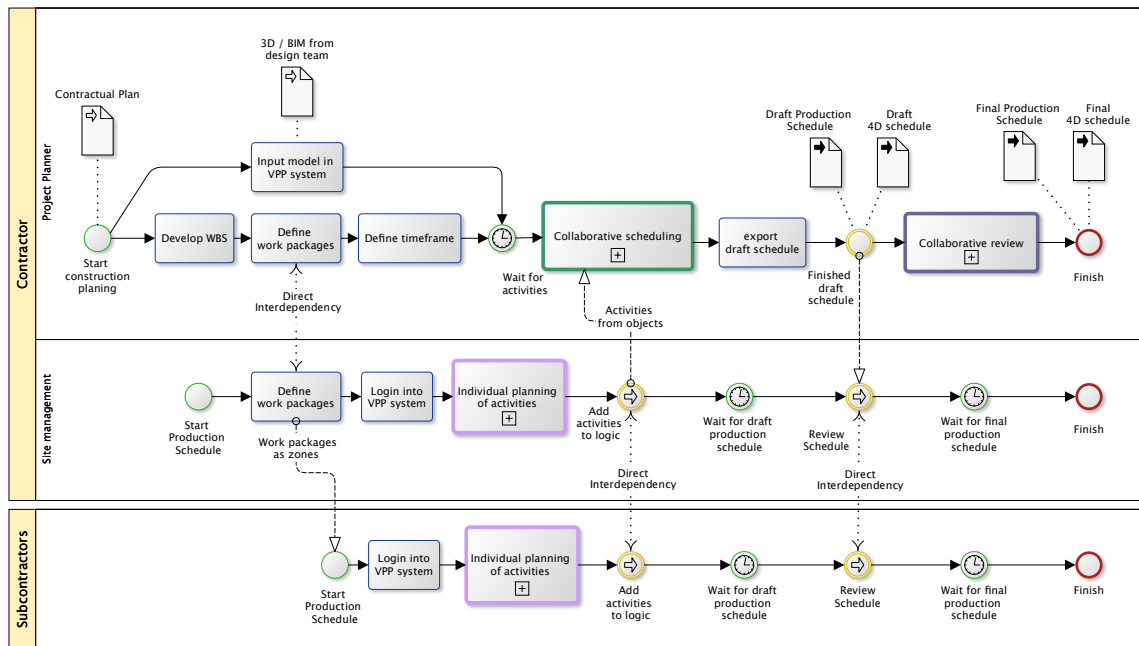 Contractor
Project Planner
3D / BIM from
design team
Contractual Plan
Draft Production
Schedule
Draft
4D schedule
Final Production
Schedule
Final
4D schedule
Input model in
VPP system
Start
construction
planing
Develop WBS
Define
work packages
Define timeframe
Wait for
activities
Collaborative scheduling
export
draft schedule
Finished
draft
schedule
Collaborative review
Finish
Direct
Interdependency
Activities
from objects
Site management
Start
Production
Schedule
Define
work packages
Login into
VPP system
Individual planning
of activities
Add
activities
to logic
Wait for draft
production
schedule
Review
Schedule
Wait for final
production
schedule
Finish
Work packages
as zones
Direct
Interdependency
Direct
Interdependency
Subcontractors
Start
Production
Schedule
Login into
VPP system
Individual planning
of activities
Add
activities
to logic
Wait for draft
production
schedule
Review
Schedule
Wait for final
production
schedule
Finish